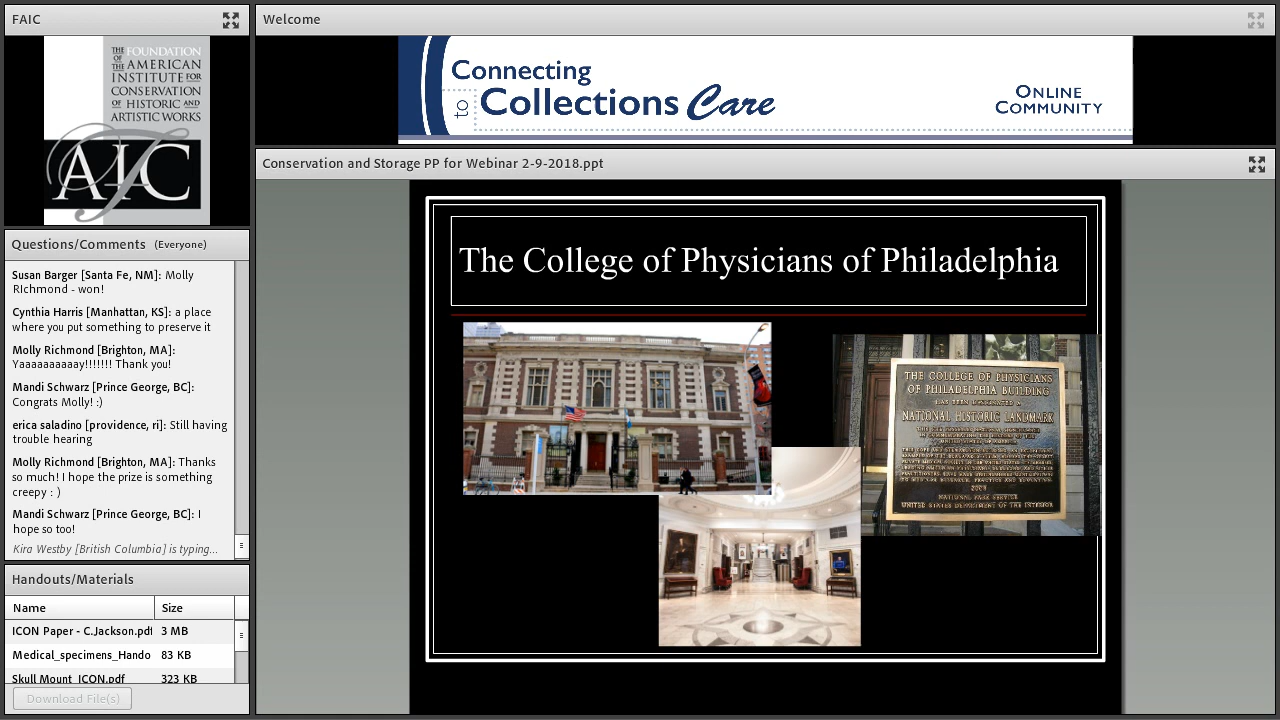 FAIC
THE FOUNDATION
OF THE AMERICAN
INSTITUTE FOR
CONSERVATION
OF HISTORIC AND
ARTISTIC WORKS
AIC
Questions/Comments (Everyone)
Susan Barger [Santa Fe, NM]: Molly
RIchmond - won!
Cynthia Harris [Manhattan, KS]: a place
where you put something to preserve it
Molly Richmond [Brighton, MA]:
Yaaaaaaaaaay!!!!!!! Thank you!
Mandi Schwarz [Prince George, BC]:
Congrats Molly! :)
erica saladino [providence, ri]: Still having
trouble hearing
Molly Richmond [Brighton, MA]: Thanks
so much! I hope the prize is something
creepy : )
Mandi Schwarz [Prince George, BC]: I
hope so too!
Kira Westby [British Columbia] is typing...
Handouts/Materials
Name Size
ICON Paper - C.Jackson.pdf 3 MB
Medical_specimens_Hando 83 KB
Skull Mount_ICON.pdf 323 KB
Download File(s)
Welcome
Connecting
to Collections Care
ONLINE
COMMUNITY
Conservation and Storage PP for Webinar 2-9-2018.ppt
The College of Physicians of Philadelphia
THE COLLEGE OF PHYSICIANS
OF PHILADELPHIA BUILDING
HAS BEEN DESIGNATED A
NATIONAL HISTORIC LANDMARK
2008
NATIONAL PARK SERVICE
UNITED STATES DEPARTMENT OF THE INTERIOR